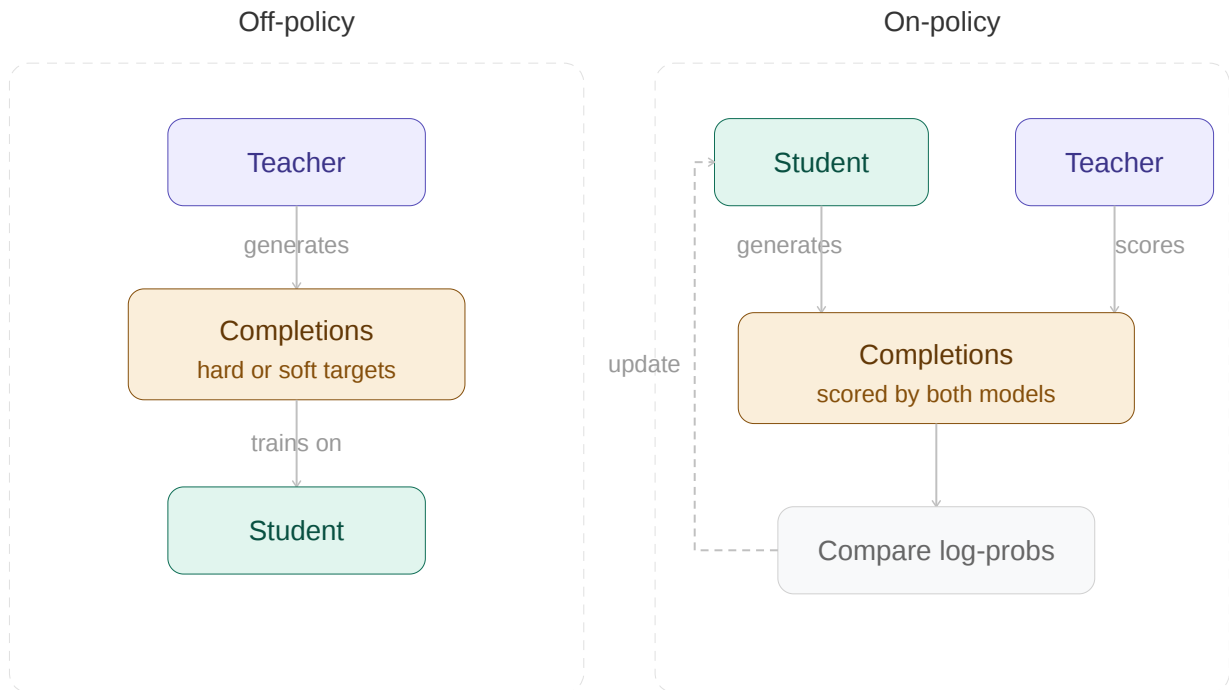 Off-policy
Teacher
generates
Completions
hard or soft targets
trains on
Student
On-policy
Student
Teacher
generates
scores
Completions
scored by both models
update
Compare log-probs